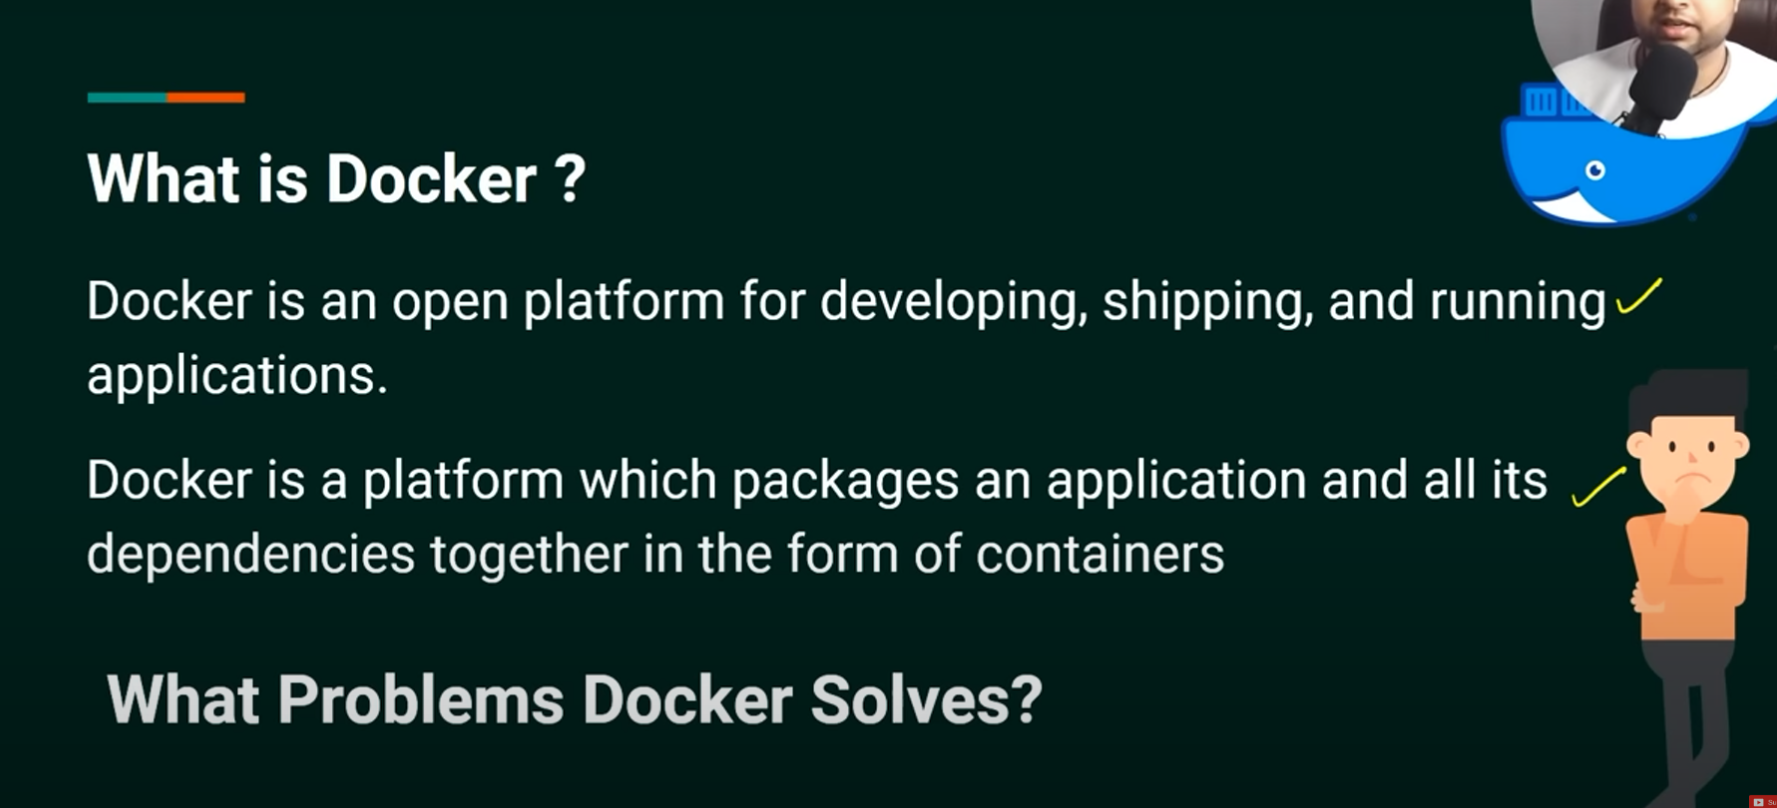 What is Docker ?
Docker is an open platform for developing, shipping, and running
applications.
Docker is a platform which packages an application and all its
dependencies together in the form of containers
What Problems Docker Solves?